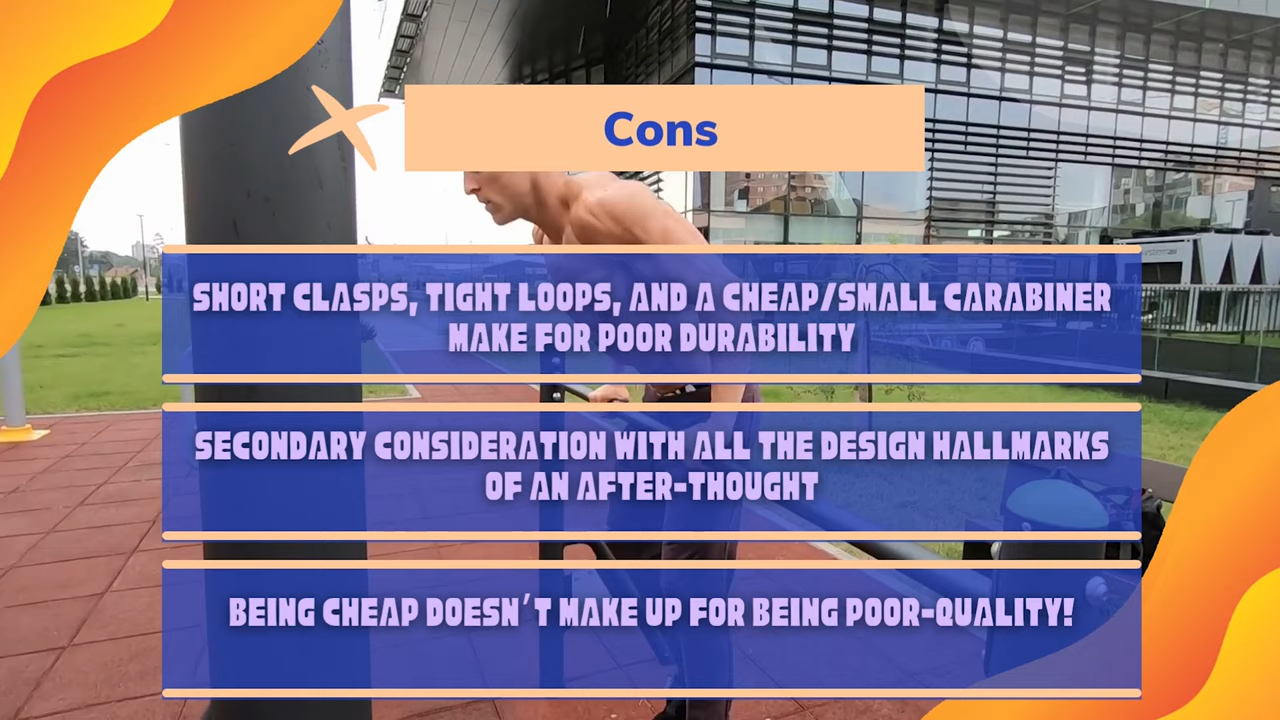 Cons
SHORT CLASPS, TIGHT LOOPS, AND A CHEAP/SMALL CARABINER
MAKE FOR POOR DURABILITY
SECONDARY CONSIDERATION WITH ALL THE DESIGN HALLMARKS
OF AN AFTER-THOUGHT
BEING CHEAP DOESN'T MAKE UP FOR BEING POOR-QUALITY!